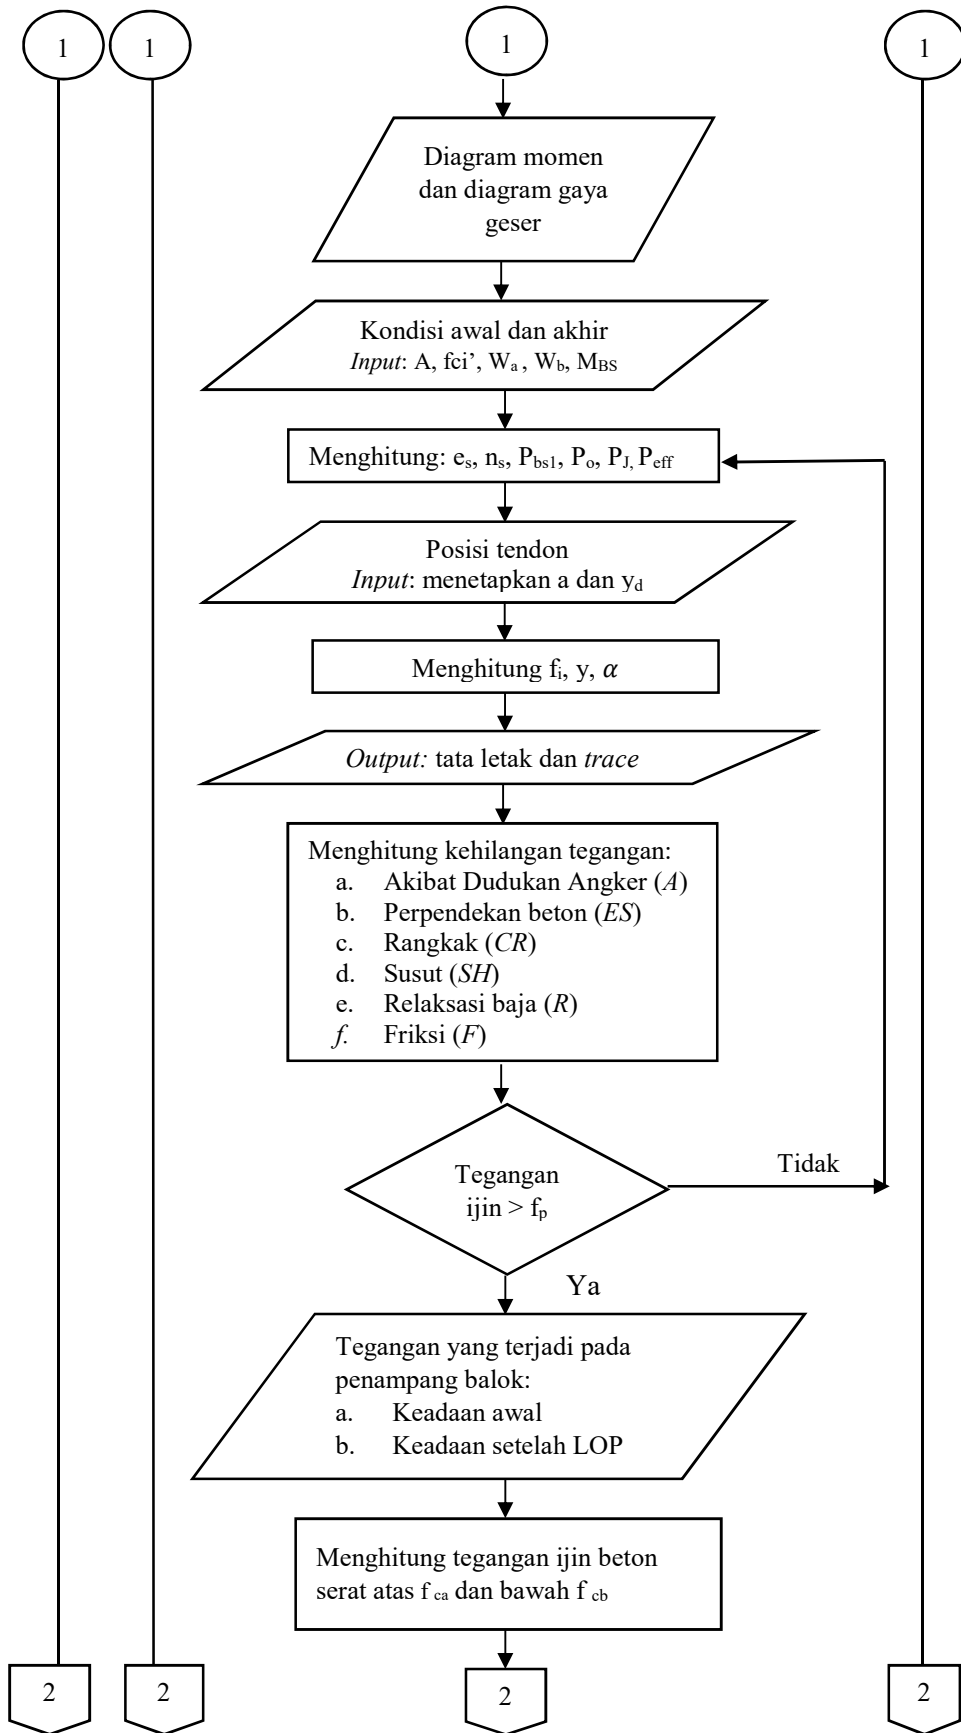 1 1 1 1
Diagram momen
dan diagram gaya
geser
Kondisi awal dan akhir
Input: A, fci’, Wa , Wb, MBS
Menghitung: es, ns, Pbs1, Po, PJ, Peff
Posisi tendon
Input: menetapkan a dan yd
Menghitung fi, y, α
Output: tata letak dan trace
Menghitung kehilangan tegangan:
a. Akibat Dudukan Angker (A)
b. Perpendekan beton (ES)
c. Rangkak (CR)
d. Susut (SH)
e. Relaksasi baja (R)
f. Friksi (F)
Tegangan
ijin > fp
Tidak
Ya
Tegangan yang terjadi pada
penampang balok:
a. Keadaan awal
b. Keadaan setelah LOP
Menghitung tegangan ijin beton
serat atas f ca dan bawah f cb
2 2 2 2